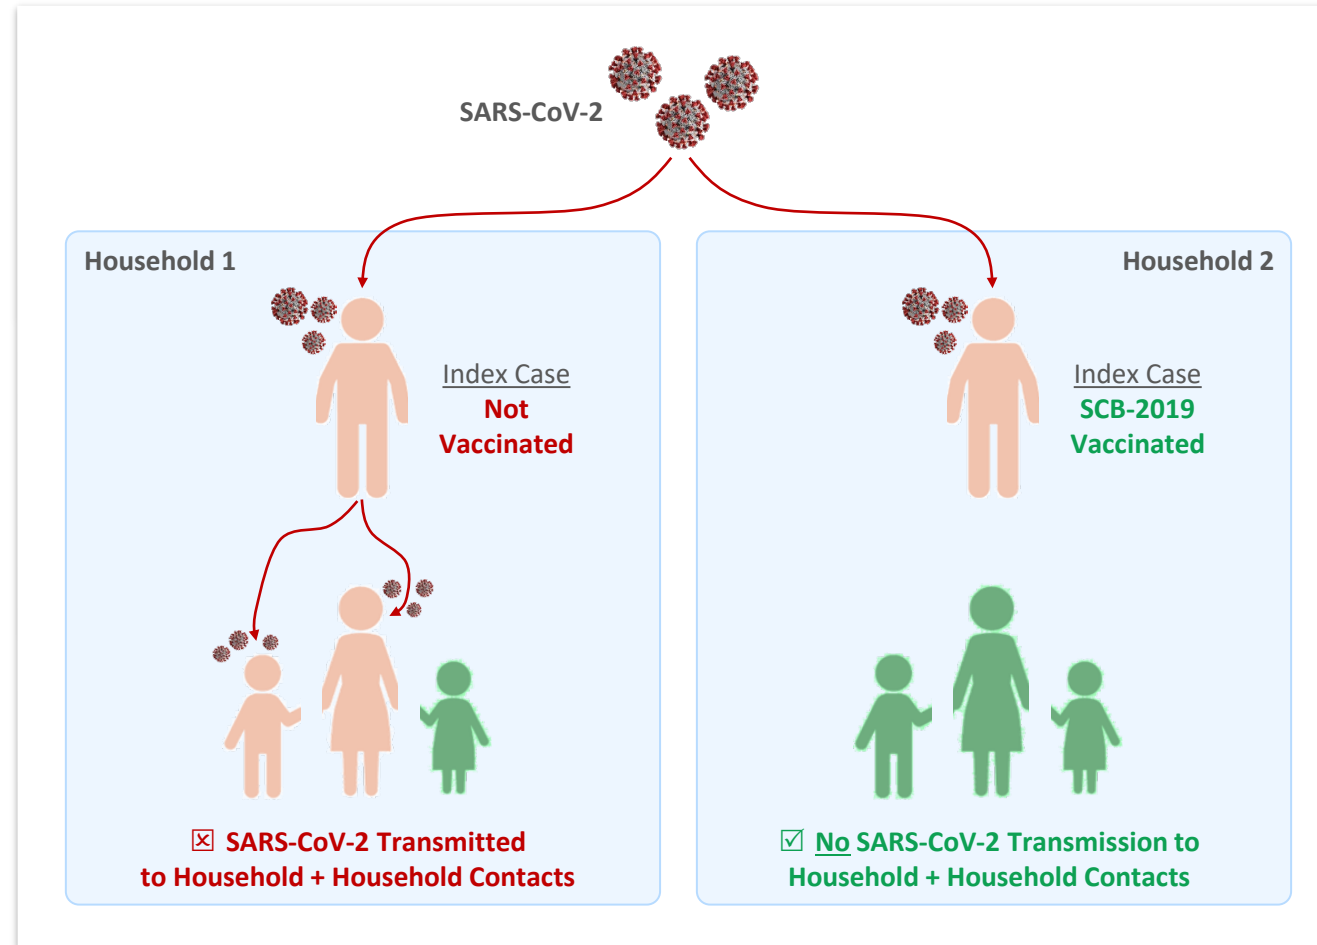 SARS-CoV-2
Household 1
Index Case
Not
Vaccinated
☒ SARS-CoV-2 Transmitted
to Household + Household Contacts
Household 2
Index Case
SCB-2019
Vaccinated
☑ No SARS-CoV-2 Transmission to
Household + Household Contacts